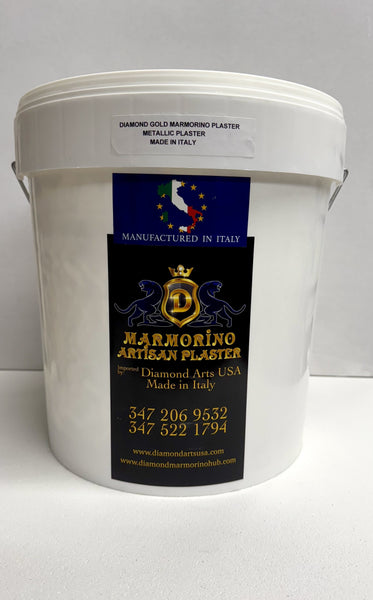 DIAMOND GOLD MARMORINO PLASTER
METALLIC PLASTER
MADE IN ITALY
MANUFACTURED IN ITALY
D
MARMORINO
ARTISAN PLASTER
Imported by: Diamond Arts USA
Made in Italy
347 206 9532
347 522 1794
www.diamondartsusa.com
www.diamondmarmorinohub.com